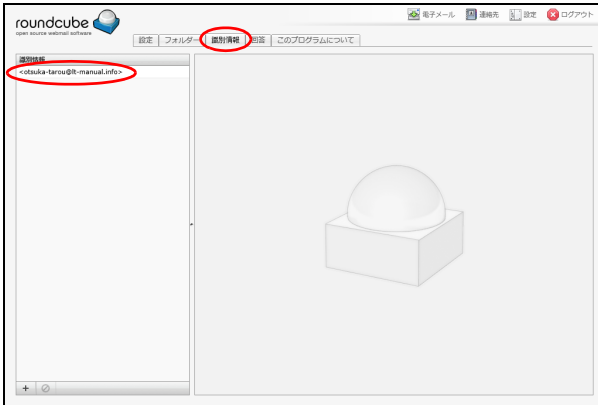 roundcube
open source webmail software
電子メール 連絡先 設定 ログアウト
設定 フォルダー 識別情報 回答 このプログラムについて
識別情報
<otsuka-tarou@lt-manual.info>